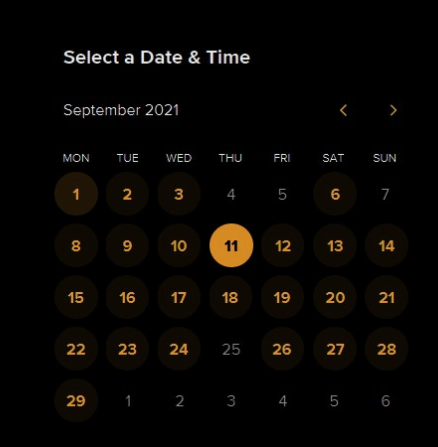 Select a Date & Time
September 2021
MON TUE WED THU FRI SAT SUN
1 2 3 4 5 6 7
8 9 10 11 12 13 14
15 16 17 18 19 20 21
22 23 24 25 26 27 28
29 1 2 3 4 5 6